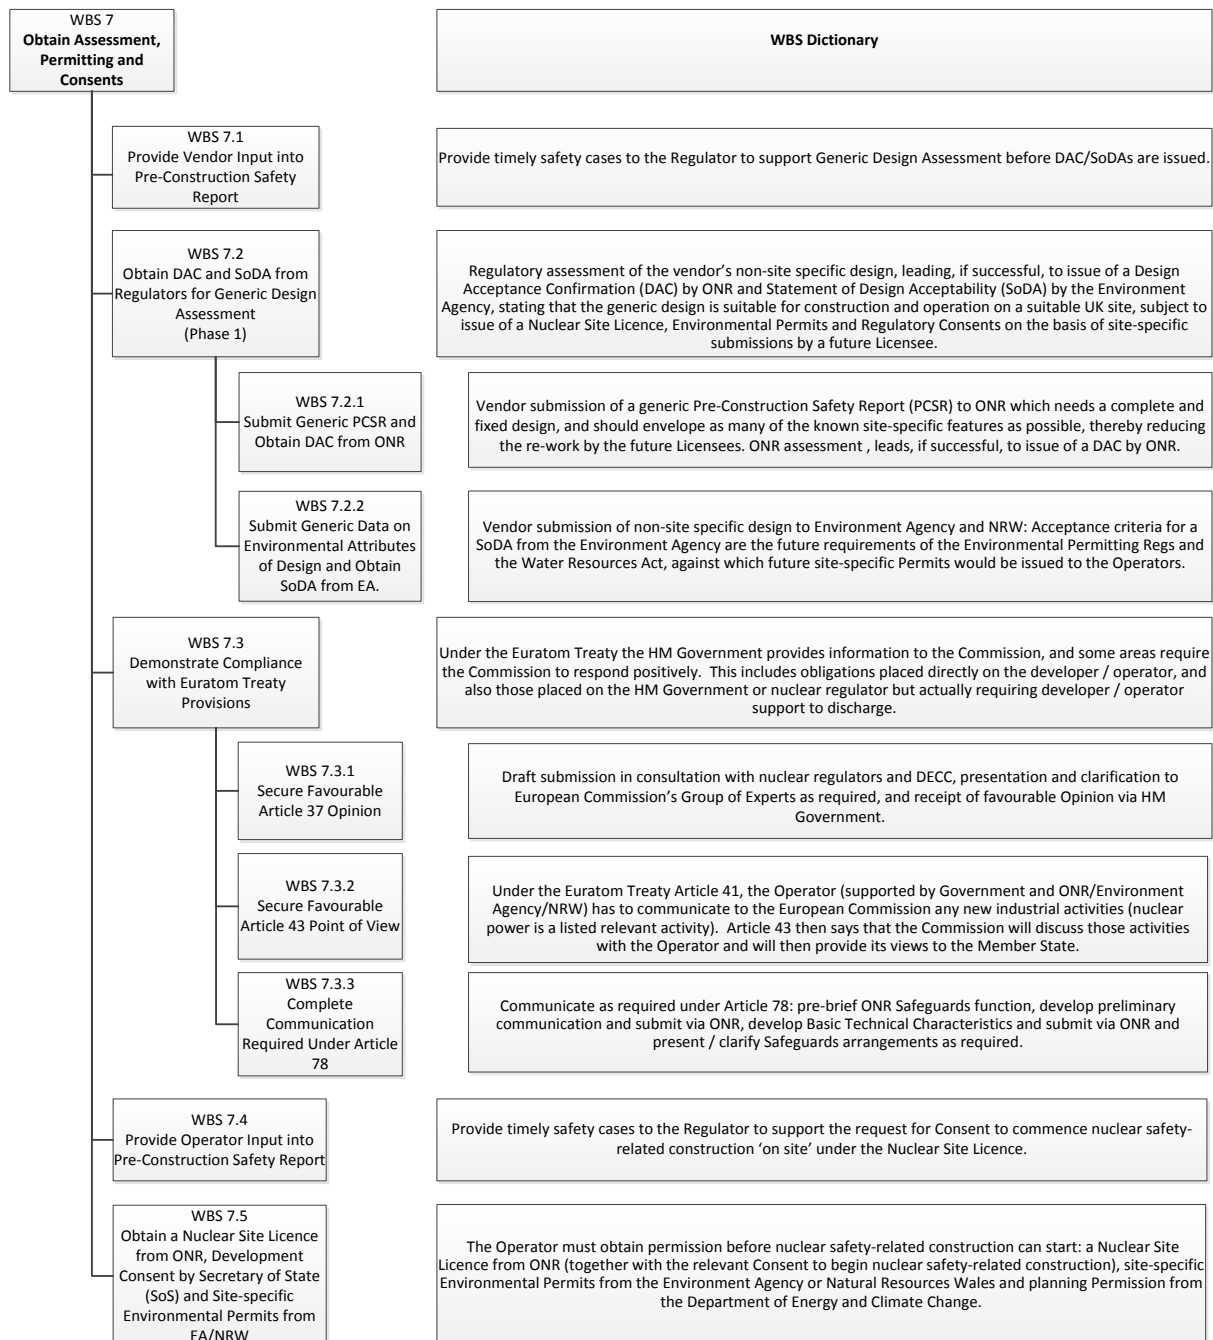 WBS 7
Obtain Assessment,
Permitting and
Consents
WBS Dictionary
WBS 7.1
Provide Vendor Input into
Pre-Construction Safety
Report
Provide timely safety cases to the Regulator to support Generic Design Assessment before DAC/SoDAs are issued.
WBS 7.2
Obtain DAC and SoDA from
Regulators for Generic Design
Assessment
(Phase 1)
Regulatory assessment of the vendor’s non-site specific design, leading, if successful, to issue of a Design
Acceptance Confirmation (DAC) by ONR and Statement of Design Acceptability (SoDA) by the Environment
Agency, stating that the generic design is suitable for construction and operation on a suitable UK site, subject to
issue of a Nuclear Site Licence, Environmental Permits and Regulatory Consents on the basis of site-specific
submissions by a future Licensee.
WBS 7.2.1
Submit Generic PCSR and
Obtain DAC from ONR
Vendor submission of a generic Pre-Construction Safety Report (PCSR) to ONR which needs a complete and
fixed design, and should envelope as many of the known site-specific features as possible, thereby reducing
the re-work by the future Licensees. ONR assessment , leads, if successful, to issue of a DAC by ONR.
WBS 7.2.2
Submit Generic Data on
Environmental Attributes
of Design and Obtain
SoDA from EA.
Vendor submission of non-site specific design to Environment Agency and NRW: Acceptance criteria for a
SoDA from the Environment Agency are the future requirements of the Environmental Permitting Regs and
the Water Resources Act, against which future site-specific Permits would be issued to the Operators.
WBS 7.3
Demonstrate Compliance
with Euratom Treaty
Provisions
Under the Euratom Treaty the HM Government provides information to the Commission, and some areas require
the Commission to respond positively.  This includes obligations placed directly on the developer / operator, and
also those placed on the HM Government or nuclear regulator but actually requiring developer / operator
support to discharge.
WBS 7.3.1
Secure Favourable
Article 37 Opinion
Draft submission in consultation with nuclear regulators and DECC, presentation and clarification to
European Commission’s Group of Experts as required, and receipt of favourable Opinion via HM
Government.
WBS 7.3.2
Secure Favourable
Article 43 Point of View
Under the Euratom Treaty Article 41, the Operator (supported by Government and ONR/Environment
Agency/NRW) has to communicate to the European Commission any new industrial activities (nuclear
power is a listed relevant activity).  Article 43 then says that the Commission will discuss those activities
with the Operator and will then provide its views to the Member State.
WBS 7.3.3
Complete
Communication
Required Under Article
78
Communicate as required under Article 78: pre-brief ONR Safeguards function, develop preliminary
communication and submit via ONR, develop Basic Technical Characteristics and submit via ONR and
present / clarify Safeguards arrangements as required.
WBS 7.4
Provide Operator Input into
Pre-Construction Safety Report
Provide timely safety cases to the Regulator to support the request for Consent to commence nuclear safety-
related construction ‘on site’ under the Nuclear Site Licence.
WBS 7.5
Obtain a Nuclear Site Licence
from ONR, Development
Consent by Secretary of State
(SoS) and Site-specific
Environmental Permits from
EA/NRW
The Operator must obtain permission before nuclear safety-related construction can start: a Nuclear Site
Licence from ONR (together with the relevant Consent to begin nuclear safety-related construction), site-specific
Environmental Permits from the Environment Agency or Natural Resources Wales and planning Permission from
the Department of Energy and Climate Change.